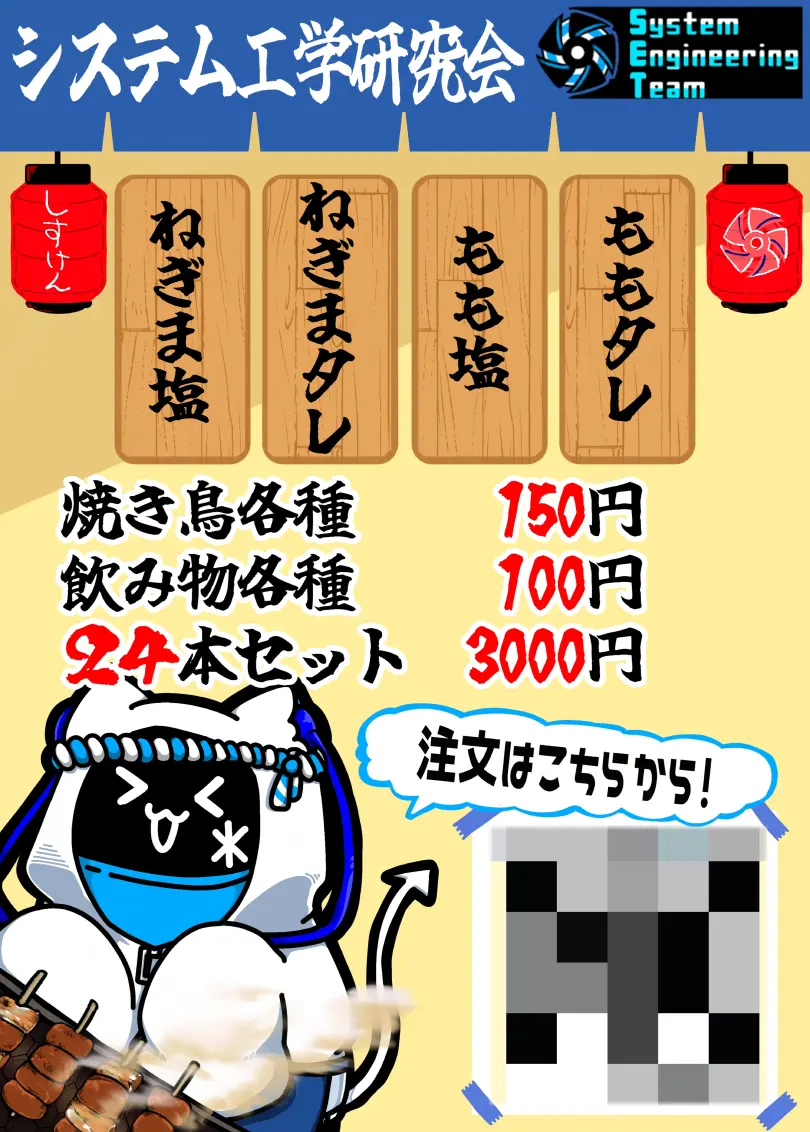 システム工学研究会
System
Engineering
Team
しすけん
ねぎま塩
ねぎまタレ
もも塩
ももタレ
焼き鳥各種 150円
飲み物各種 100円
24本セット 3000円
注文はこちらから!